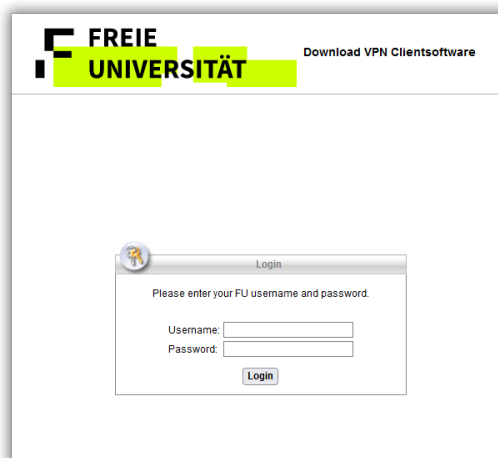 FREIE
UNIVERSITÄT
Download VPN Clientsoftware
Login
Please enter your FU username and password.
Username:
Password:
Login